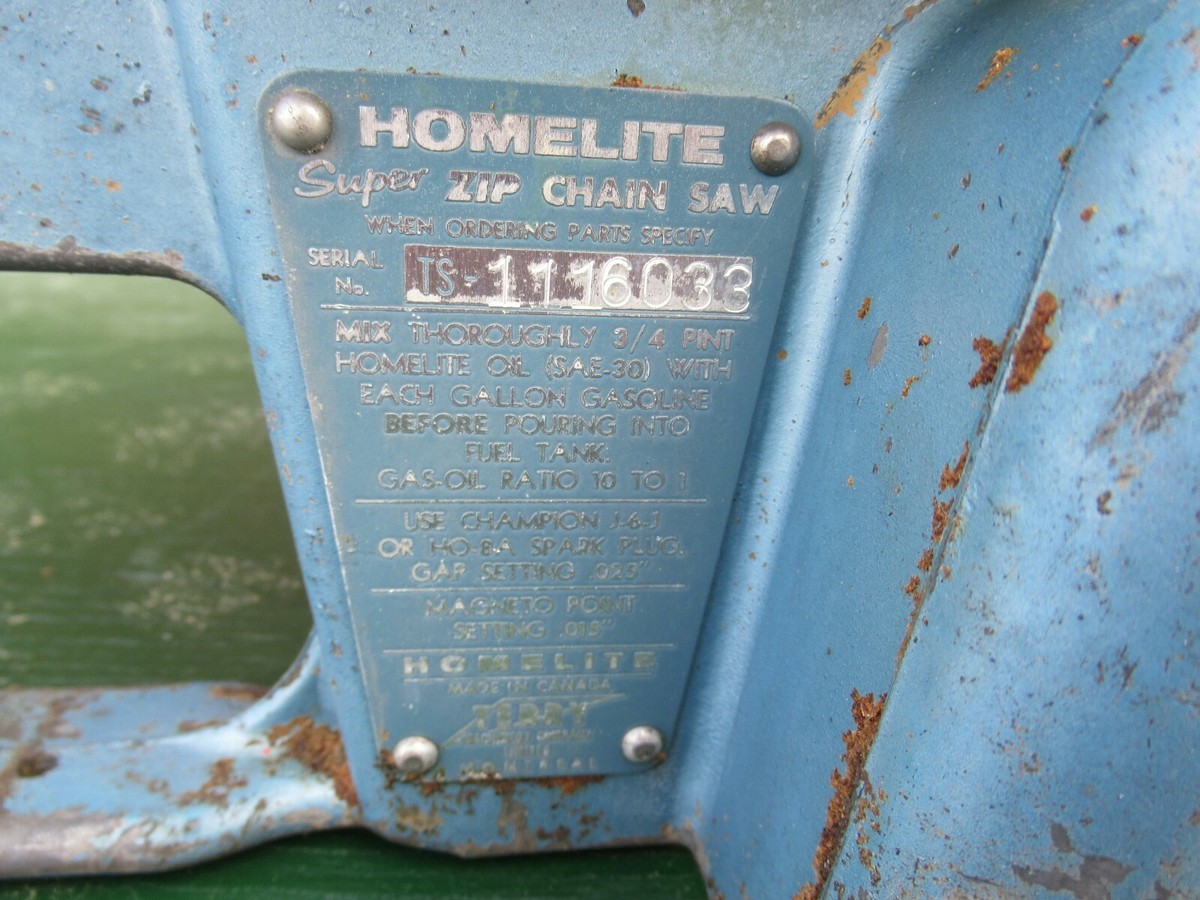 HOMELITE
Super ZIP CHAIN SAW
WHEN ORDERING PARTS SPECIFY
SERIAL No. TS-1116033
MIX THOROUGHLY 3/4 PINT
HOMELITE OIL (SAE-30) WITH
EACH GALLON GASOLINE
BEFORE POURING INTO
FUEL TANK.
GAS-OIL RATIO 10 TO 1
USE CHAMPION J-6-J
OR HO-8A SPARK PLUG.
GAP SETTING .025"
MAGNETO POINT
SETTING .015"
HOMELITE
MADE IN CANADA
TERRY
MONTREAL